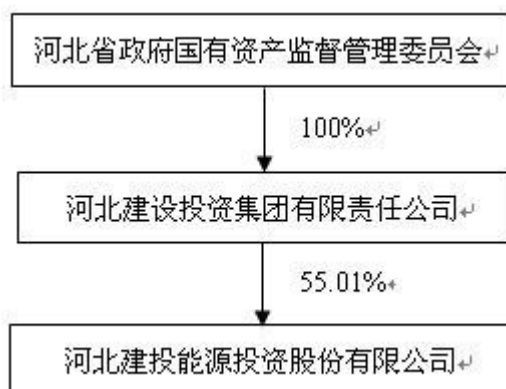 河北省政府国有资产监督管理委员会
100%
河北建设投资集团有限责任公司
55.01%
河北建投能源投资股份有限公司